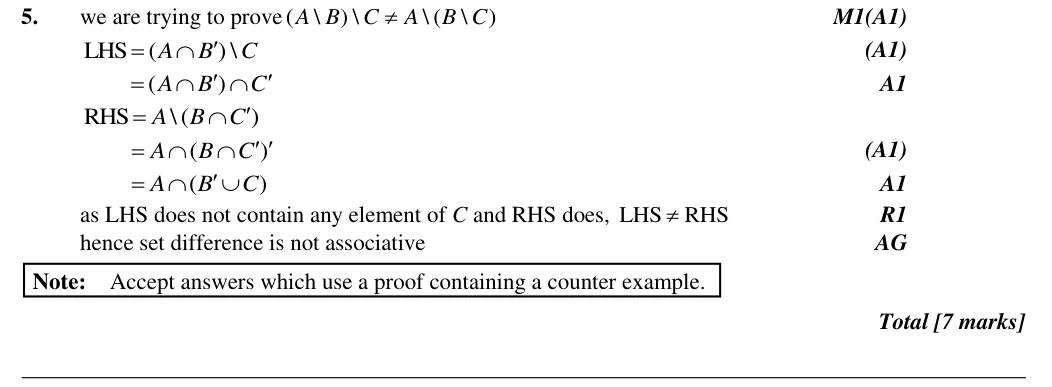 5. we are trying to prove (A \ B) \ C ≠ A \ (B \ C) M1(A1)
LHS = (A ∩ B′) \ C (A1)
= (A ∩ B′) ∩ C′ A1
RHS = A \ (B ∩ C′)
= A ∩ (B ∩ C′)′ (A1)
= A ∩ (B′ ∪ C) A1
as LHS does not contain any element of C and RHS does, LHS ≠ RHS R1
hence set difference is not associative AG
Note: Accept answers which use a proof containing a counter example.
Total [7 marks]